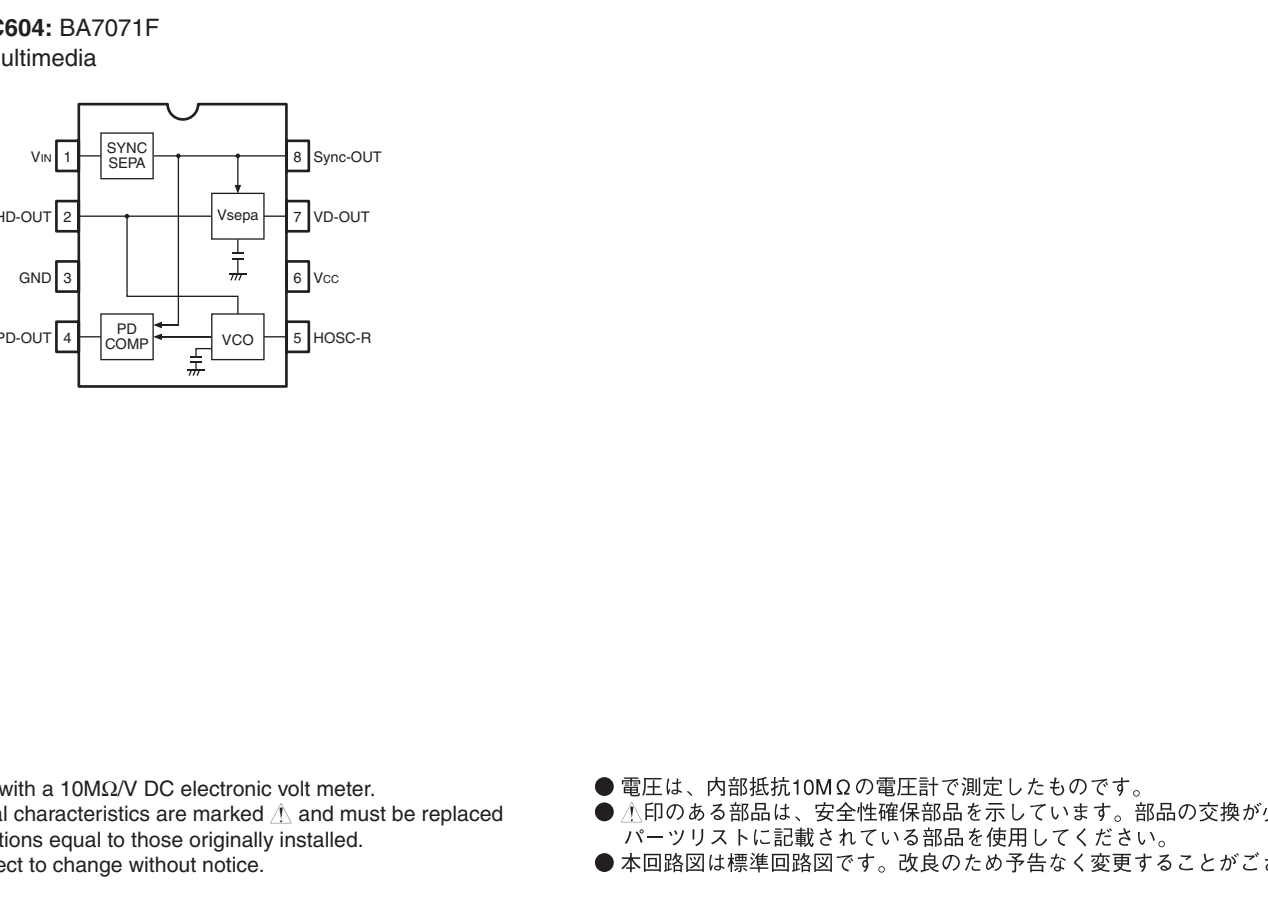 C604: BA7071F
ultimedia
VIN 1 SYNC SEPA 8 Sync-OUT
HD-OUT 2 Vsepa 7 VD-OUT
GND 3 6 VCC
PD-OUT 4 PD COMP VCO 5 HOSC-R
with a 10MΩ/V DC electronic volt meter.
al characteristics are marked ⚠ and must be replaced
tions equal to those originally installed.
ect to change without notice.
● 電圧は、内部抵抗10MΩの電圧計で測定したものです。
● ⚠印のある部品は、安全性確保部品を示しています。部品の交換が
パーツリストに記載されている部品を使用してください。
● 本回路図は標準回路図です。改良のため予告なく変更することがござ